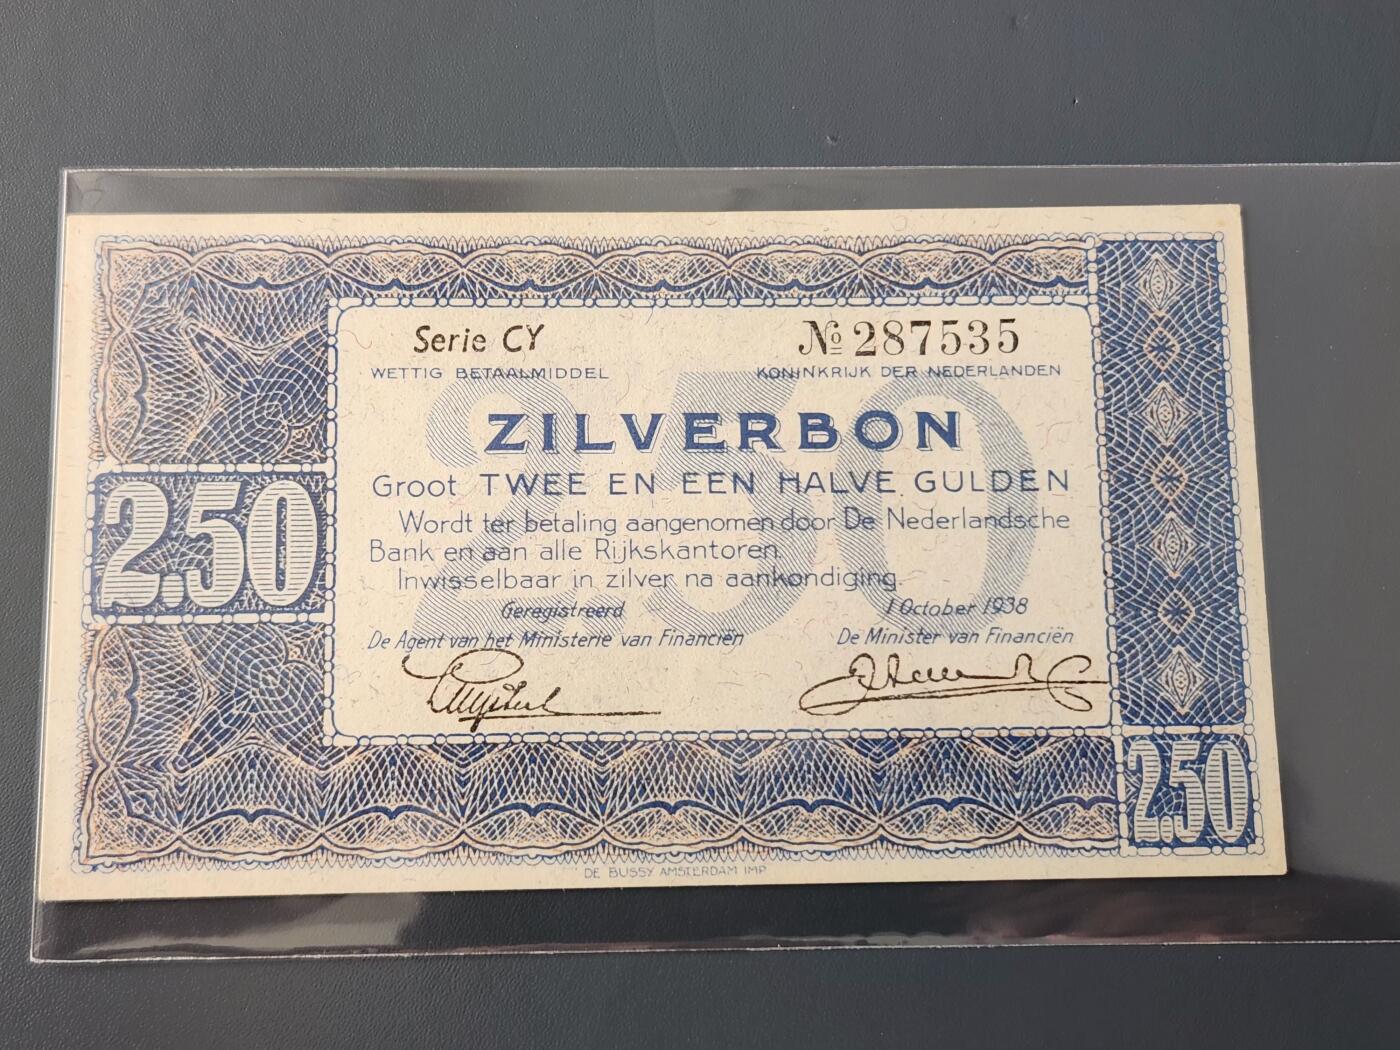 Serie CY
№ 287535
WETTIG BETAALMIDDEL
KONINKRIJK DER NEDERLANDEN
2.50
ZILVERBON
Groot TWEE EN EEN HALVE GULDEN
Wordt ter betaling aangenomen door De Nederlandsche
Bank en aan alle Rijkskantoren.
Inwisselbaar in zilver na aankondiging.
2.50
Geregistreerd
1 October 1938
De Agent van het Ministerie van Financiën
De Minister van Financiën
2.50
DE BUSSY AMSTERDAM IMP.